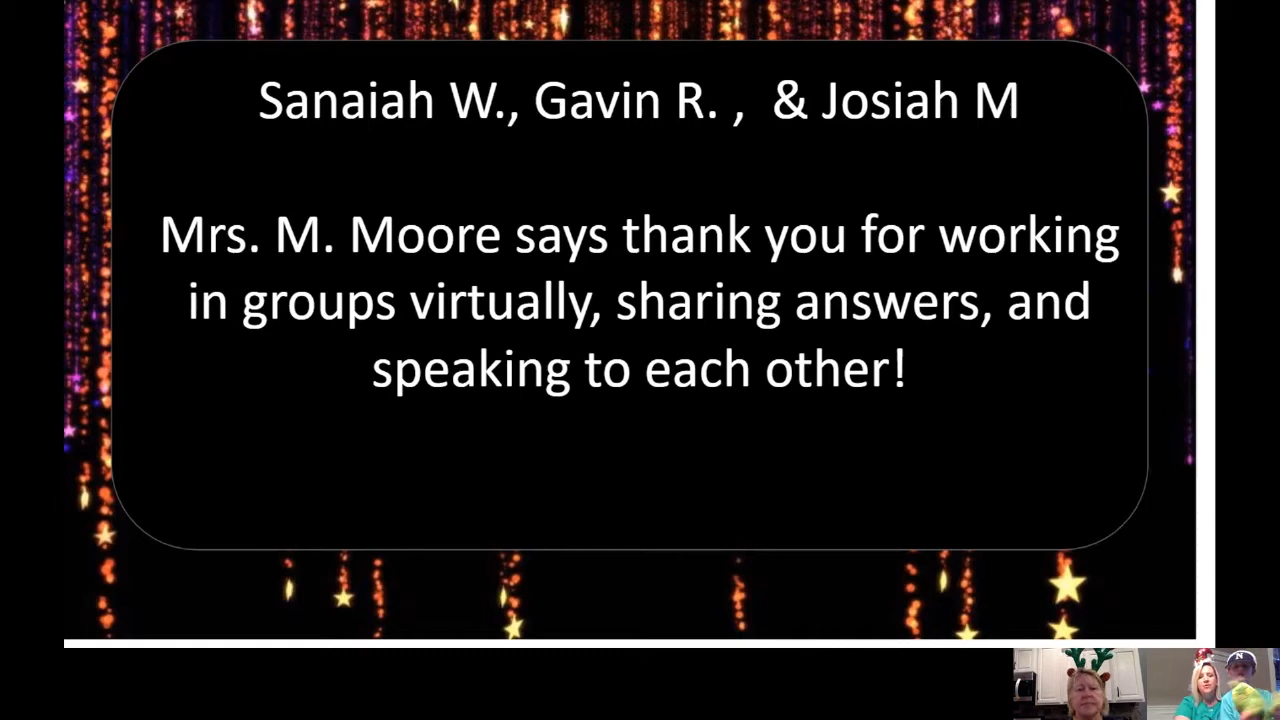 Sanaiah W., Gavin R. ,  & Josiah M
Mrs. M. Moore says thank you for working
in groups virtually, sharing answers, and
speaking to each other!
N